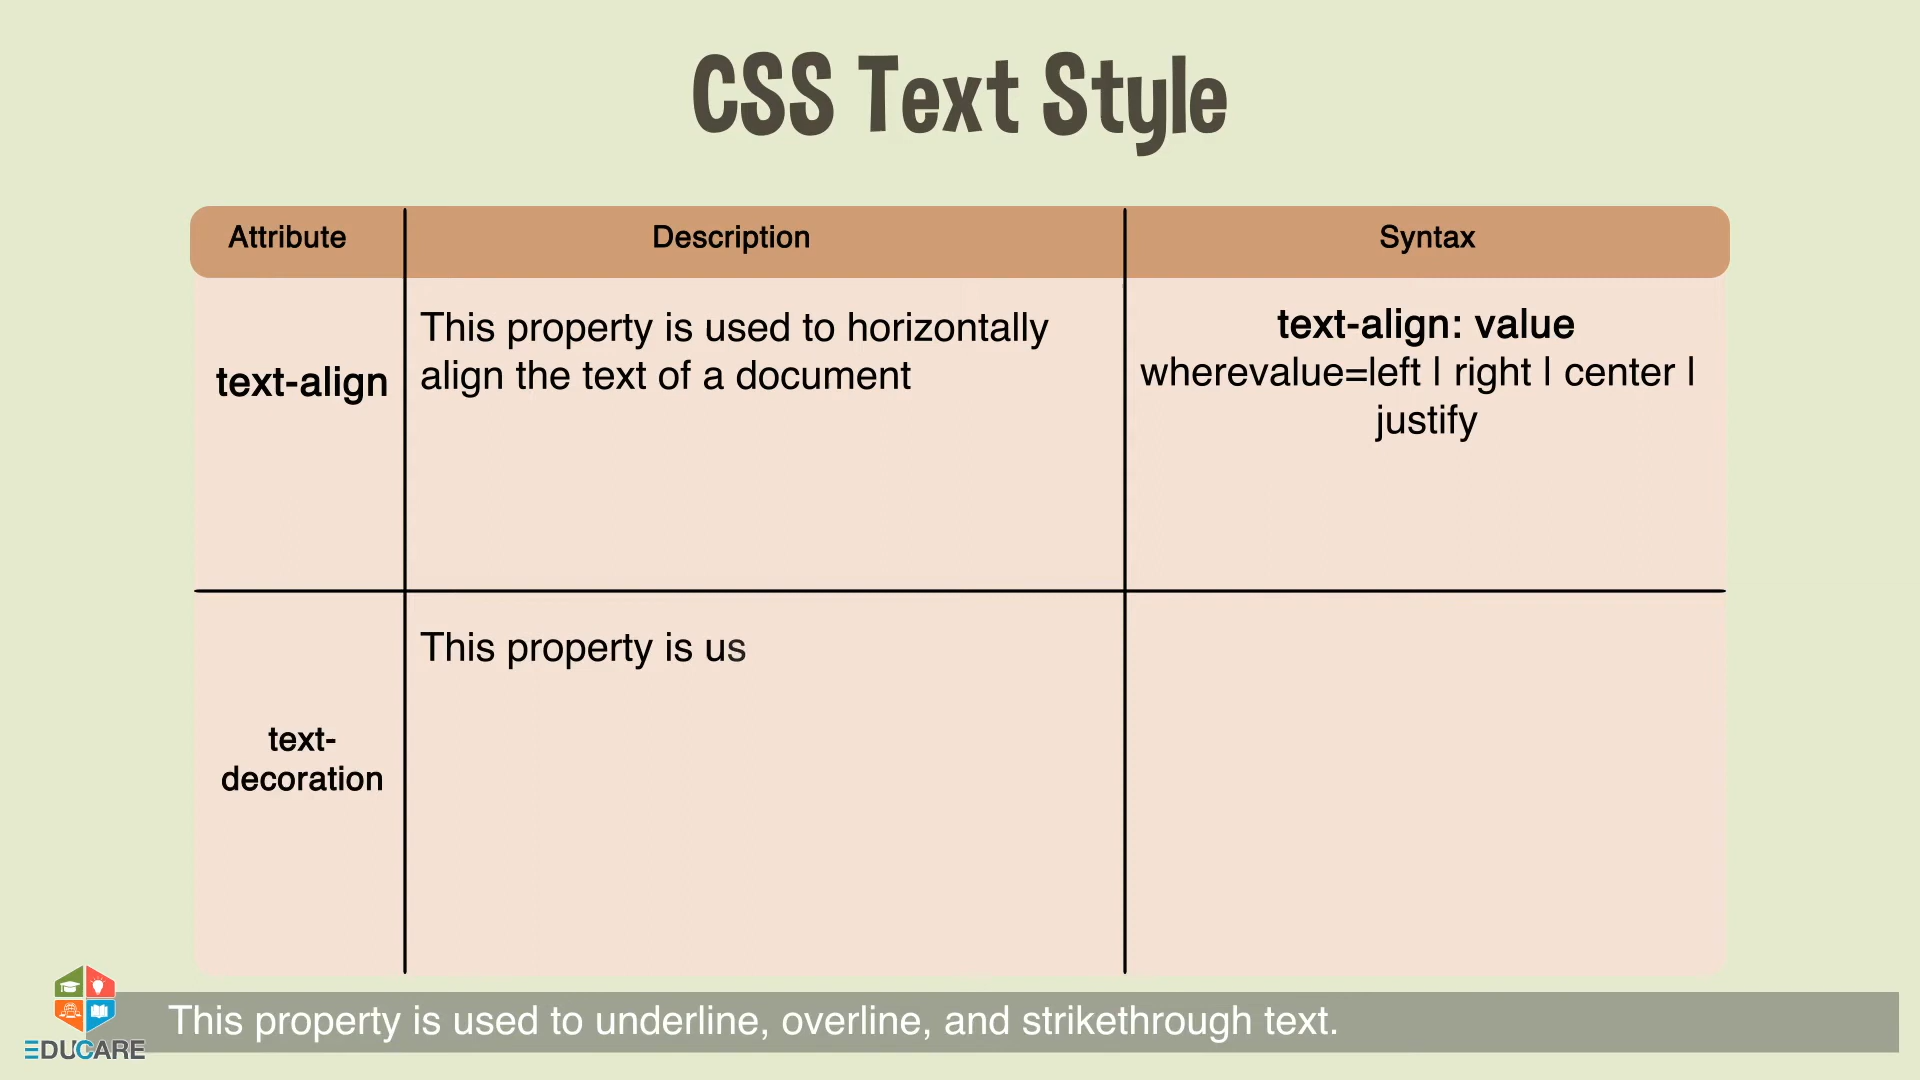 CSS Text Style
Attribute
Description
Syntax
text-align
This property is used to horizontally
align the text of a document
text-align: value
wherevalue=left | right | center |
justify
text-
decoration
This property is us
This property is used to underline, overline, and strikethrough text.
EDUCARE